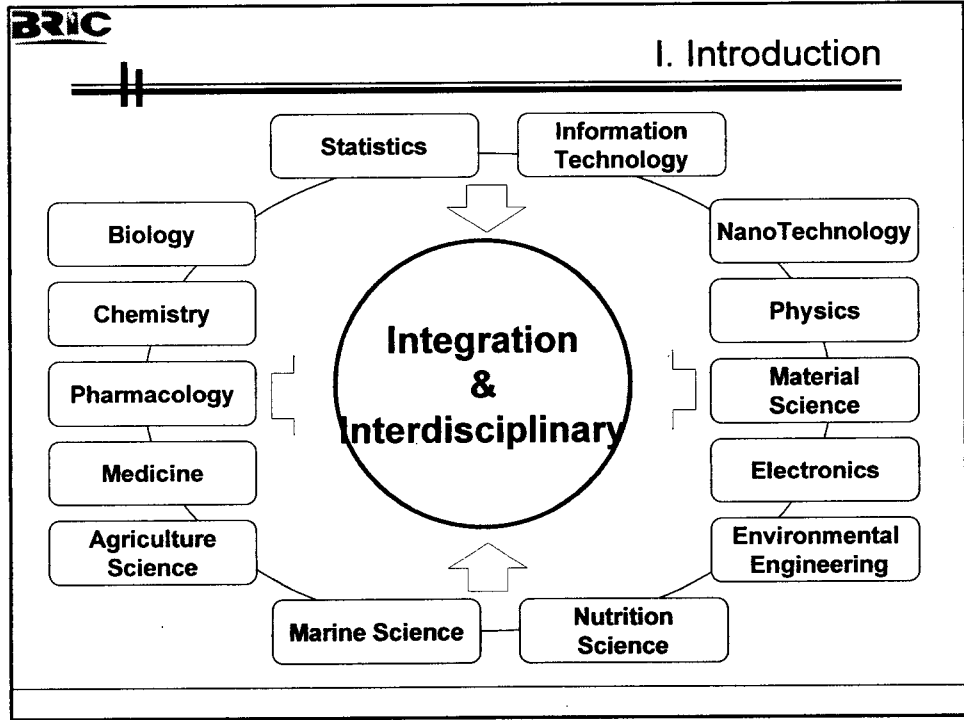 BRIC
I. Introduction
Statistics
Information
Technology
Biology
NanoTechnology
Chemistry
Physics
Integration
&
Interdisciplinary
Pharmacology
Material
Science
Medicine
Electronics
Agriculture
Science
Environmental
Engineering
Marine Science
Nutrition
Science